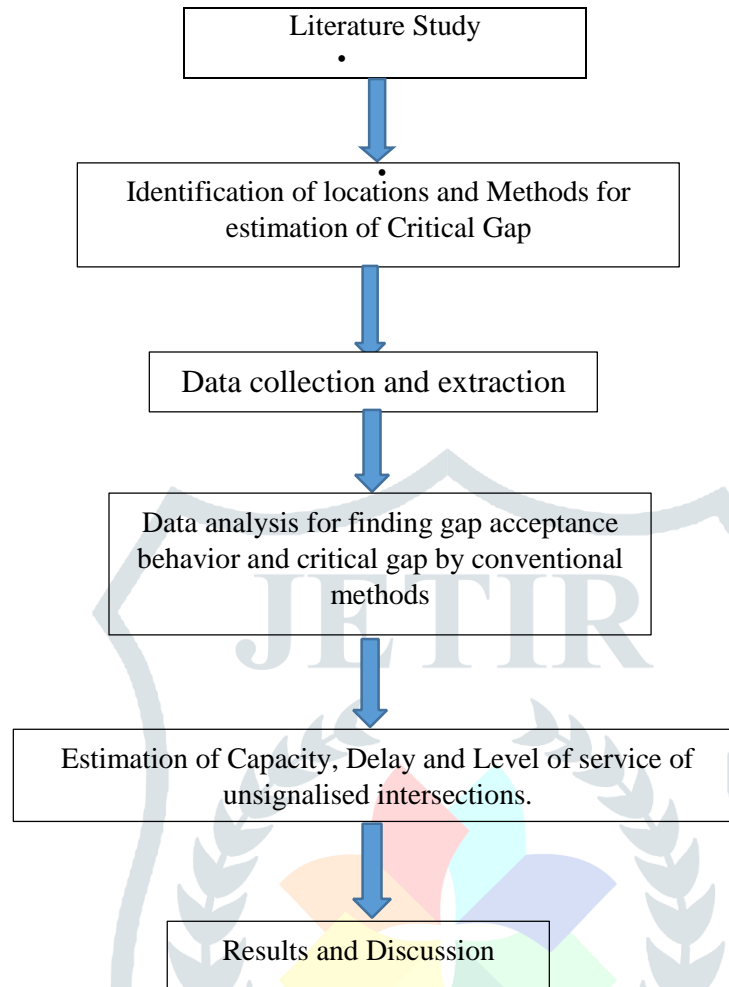 Literature Study
•
•
Identification of locations and Methods for
estimation of Critical Gap
Data collection and extraction
Data analysis for finding gap acceptance
behavior and critical gap by conventional
methods
JETIR
Estimation of Capacity, Delay and Level of service of
unsignalised intersections.
Results and Discussion